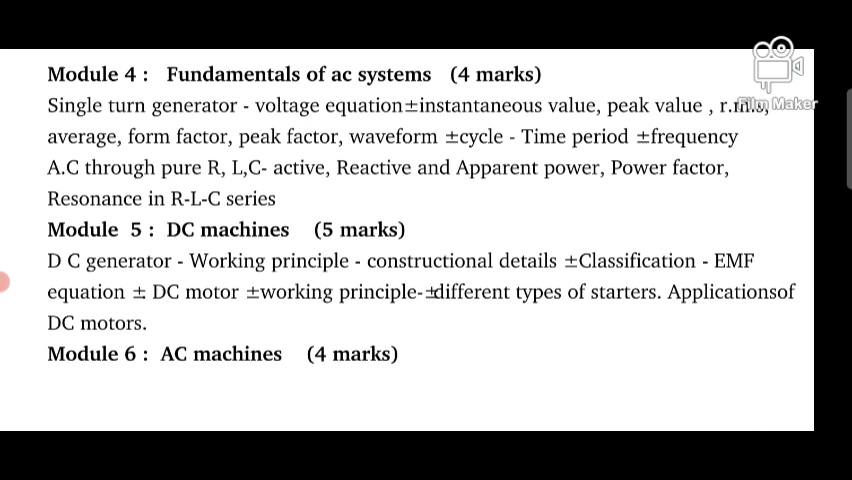 Module 4 :   Fundamentals of ac systems   (4 marks)
Single turn generator - voltage equation±instantaneous value, peak value , r.m.s,
average, form factor, peak factor, waveform ±cycle - Time period ±frequency
A.C through pure R, L,C- active, Reactive and Apparent power, Power factor,
Resonance in R-L-C series
Module  5 :  DC machines    (5 marks)
D C generator - Working principle - constructional details ±Classification - EMF
equation ± DC motor ±working principle-±different types of starters. Applicationsof
DC motors.
Module 6 :  AC machines    (4 marks)
Film Maker